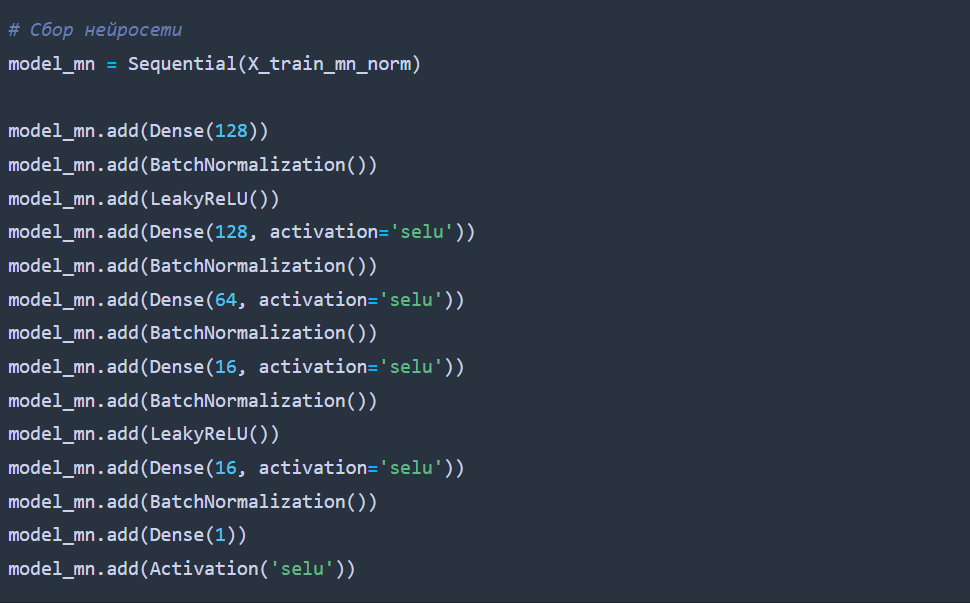 # Сбор нейросети
model_mn = Sequential(X_train_mn_norm)
model_mn.add(Dense(128))
model_mn.add(BatchNormalization())
model_mn.add(LeakyReLU())
model_mn.add(Dense(128, activation='selu'))
model_mn.add(BatchNormalization())
model_mn.add(Dense(64, activation='selu'))
model_mn.add(BatchNormalization())
model_mn.add(Dense(16, activation='selu'))
model_mn.add(BatchNormalization())
model_mn.add(LeakyReLU())
model_mn.add(Dense(16, activation='selu'))
model_mn.add(BatchNormalization())
model_mn.add(Dense(1))
model_mn.add(Activation('selu'))